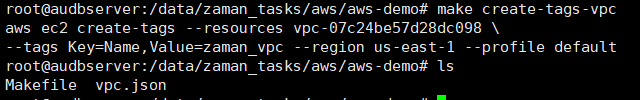 root@audbserver:/data/zaman_tasks/aws/aws-demo# make create-tags-vpc
aws ec2 create-tags --resources vpc-07c24be57d28dc098 \
--tags Key=Name,Value=zaman_vpc --region us-east-1 --profile default
root@audbserver:/data/zaman_tasks/aws/aws-demo# ls
Makefile  vpc.json
root@audbserver:/data/zaman_tasks/aws/aws-demo#